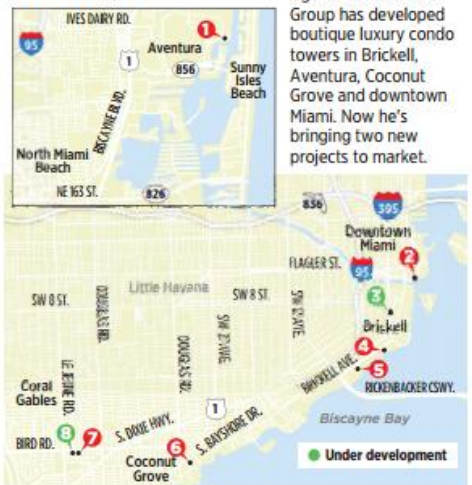 IVES DAIRY RD.
95
1
Aventura
1
856
Sunny
Isles
Beach
BISCAYNE BLVD.
North Miami
Beach
NE 163 ST.
826
Group has developed
boutique luxury condo
towers in Brickell,
Aventura, Coconut
Grove and downtown
Miami. Now he's
bringing two new
projects to market.
836
395
Downtown
Miami
FLAGLER ST.
95
2
Little Havana
SW 8 ST.
SW 8 ST.
DOUGLAS RD.
SW 12 AVE.
3
Brickell
LE JEUNE RD.
DOUGLAS RD.
SW 27 AVE.
4
BRICKELL AVE.
5
RICKENBACKER CSWY.
Coral
Gables
1
S. DIXIE HWY.
S. BAYSHORE DR.
Biscayne Bay
BIRD RD.
8
7
6
Coconut
Grove
Under development